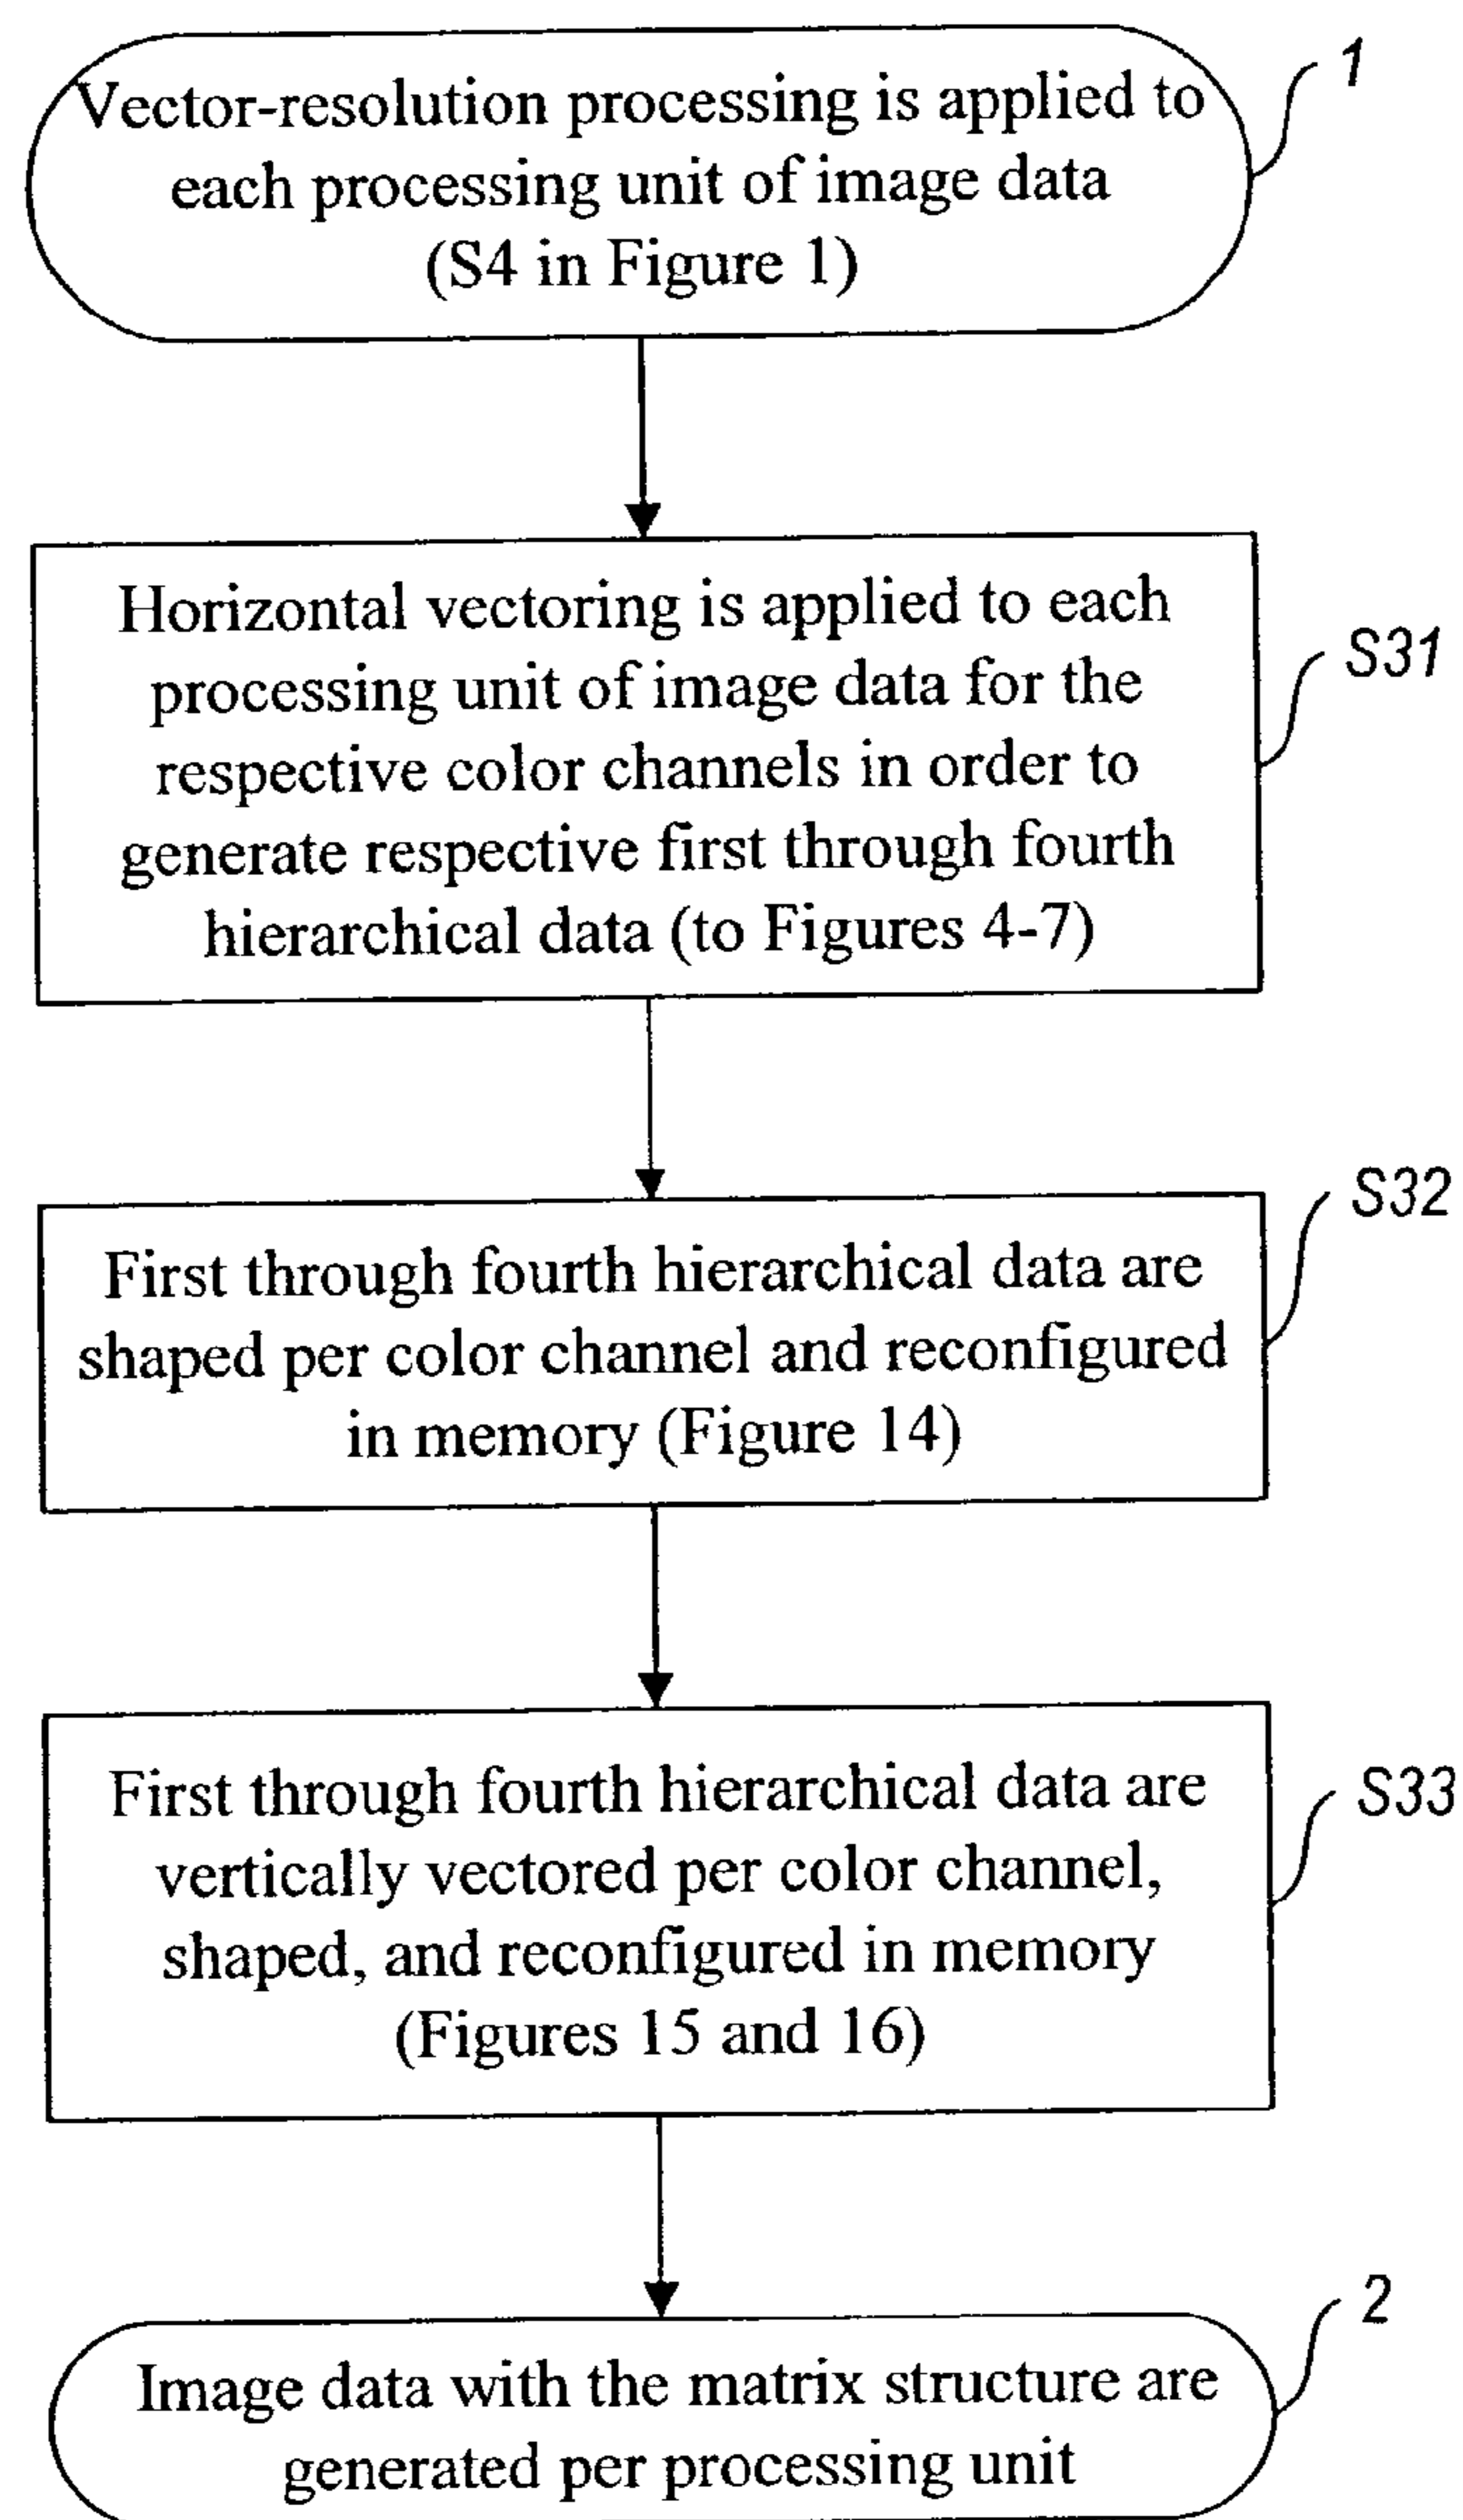 Vector-resolution processing is applied to
each processing unit of image data
(S4 in Figure 1)
1
Horizontal vectoring is applied to each
processing unit of image data for the
respective color channels in order to
generate respective first through fourth
hierarchical data (to Figures 4-7)
S31
First through fourth hierarchical data are
shaped per color channel and reconfigured
in memory (Figure 14)
S32
First through fourth hierarchical data are
vertically vectored per color channel,
shaped, and reconfigured in memory
(Figures 15 and 16)
S33
Image data with the matrix structure are
generated per processing unit
2